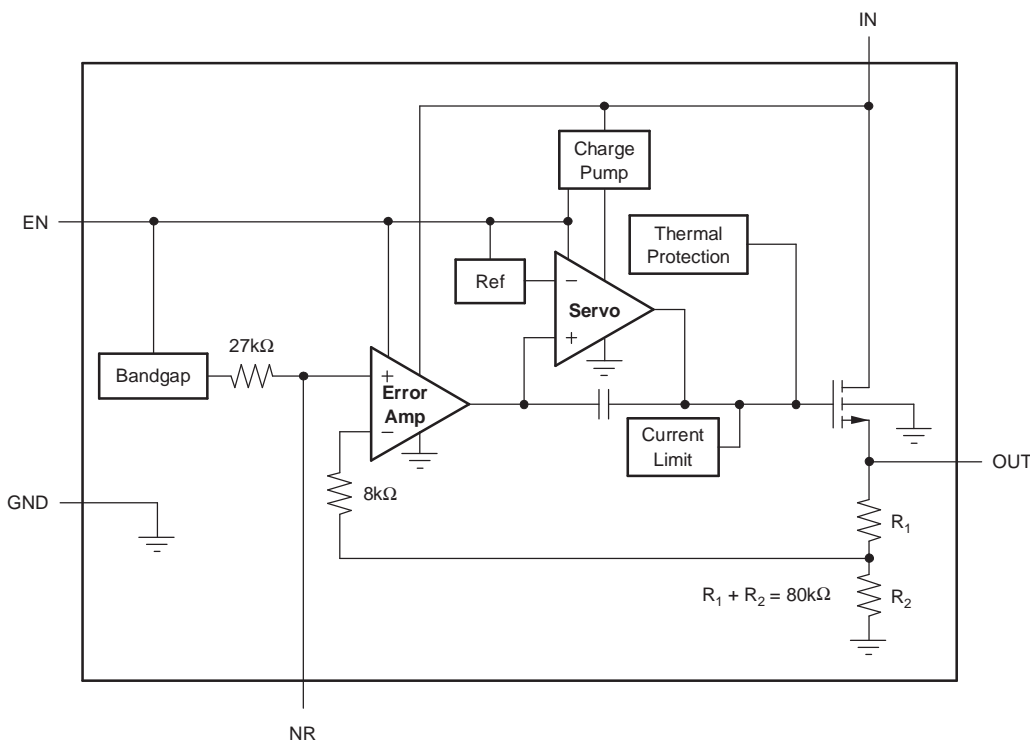 IN
Charge
Pump
EN
Thermal
Protection
Ref
−
Servo
+
27kΩ
Bandgap
+
Error
Amp
−
Current
Limit
OUT
8kΩ
GND
R1
R1 + R2 = 80kΩ
R2
NR